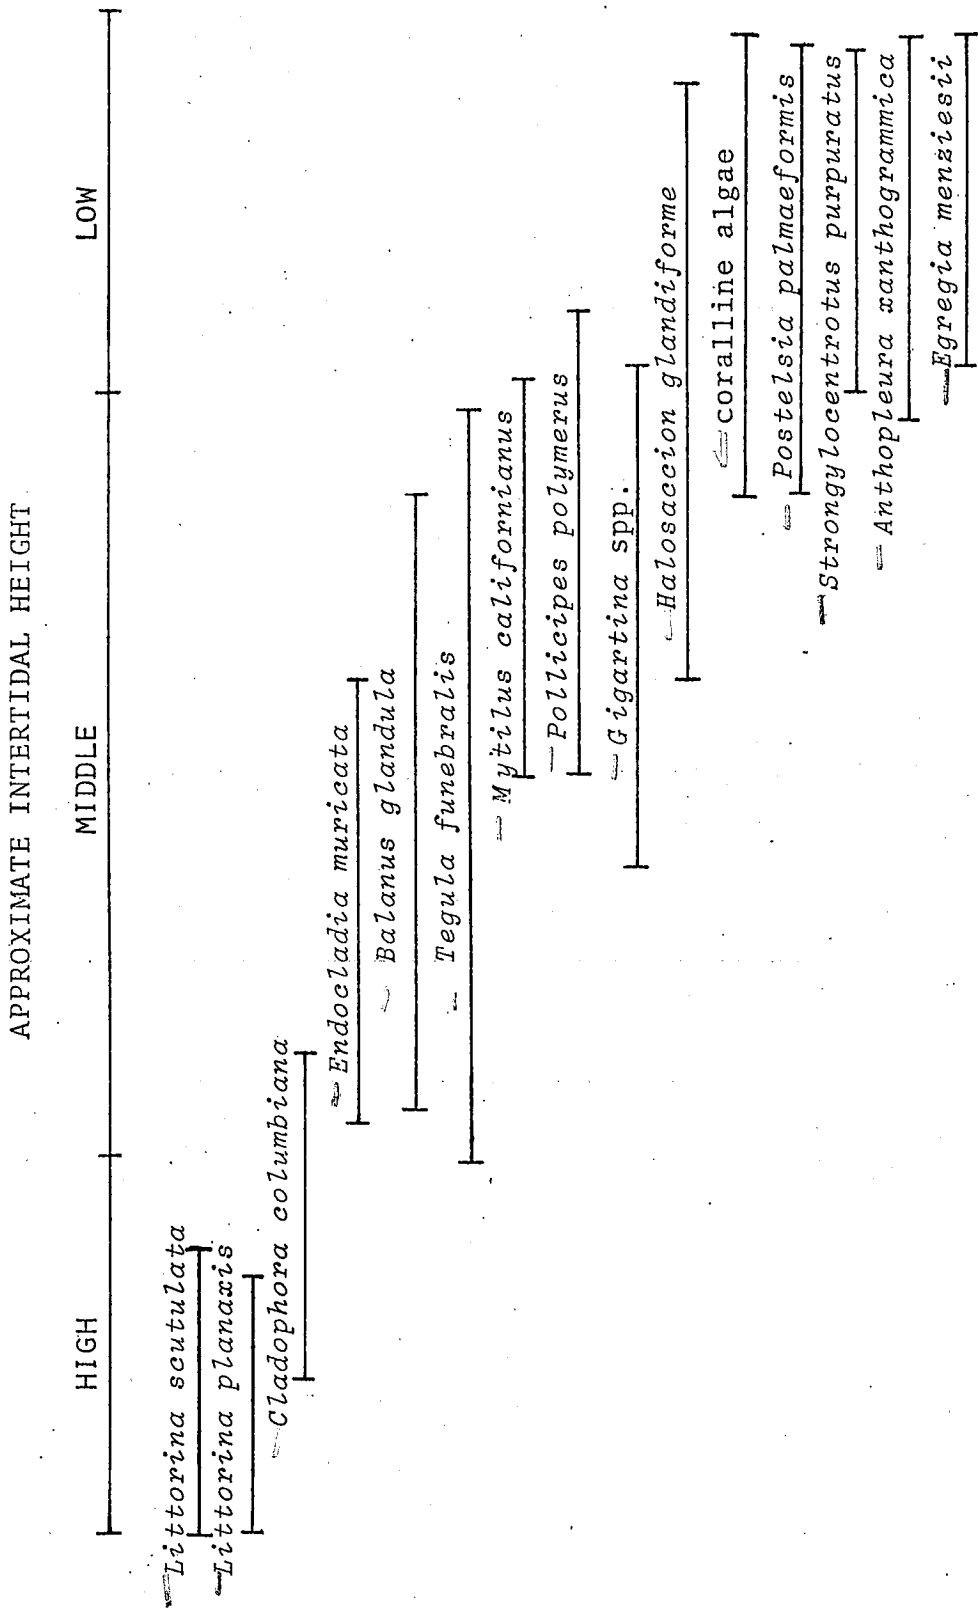 APPROXIMATE INTERTIDAL HEIGHT
HIGH MIDDLE LOW
Littorina scutulata
Littorina planaxis
Cladophora columbiana
Endocladia muricata
Balanus glandula
Tegula funebralis
Mytilus californianus
Pollicipes polymerus
Gigartina spp.
Halosaccion glandiforme
coralline algae
Postelsia palmaeformis
Strongylocentrotus purpuratus
Anthopleura xanthogrammica
Egregia menziesii